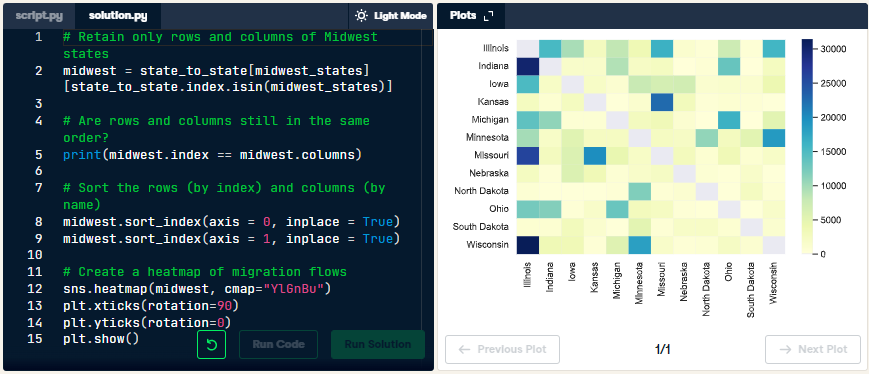 script.py
solution.py
Light Mode
1 # Retain only rows and columns of Midwest
states
2 midwest = state_to_state[midwest_states]
[state_to_state.index.isin(midwest_states)]
3
4 # Are rows and columns still in the same
order?
5 print(midwest.index == midwest.columns)
6
7 # Sort the rows (by index) and columns (by
name)
8 midwest.sort_index(axis = 0, inplace = True)
9 midwest.sort_index(axis = 1, inplace = True)
10
11 # Create a heatmap of migration flows
12 sns.heatmap(midwest, cmap="YlGnBu")
13 plt.xticks(rotation=90)
14 plt.yticks(rotation=0)
15 plt.show()
Run Code
Run Solution
Plots
Illinois
Indiana
Iowa
Kansas
Michigan
Minnesota
Missouri
Nebraska
North Dakota
Ohio
South Dakota
Wisconsin
Illinois
Indiana
Iowa
Kansas
Michigan
Minnesota
Missouri
Nebraska
North Dakota
Ohio
South Dakota
Wisconsin
30000
25000
20000
15000
10000
5000
0
Previous Plot
1/1
Next Plot